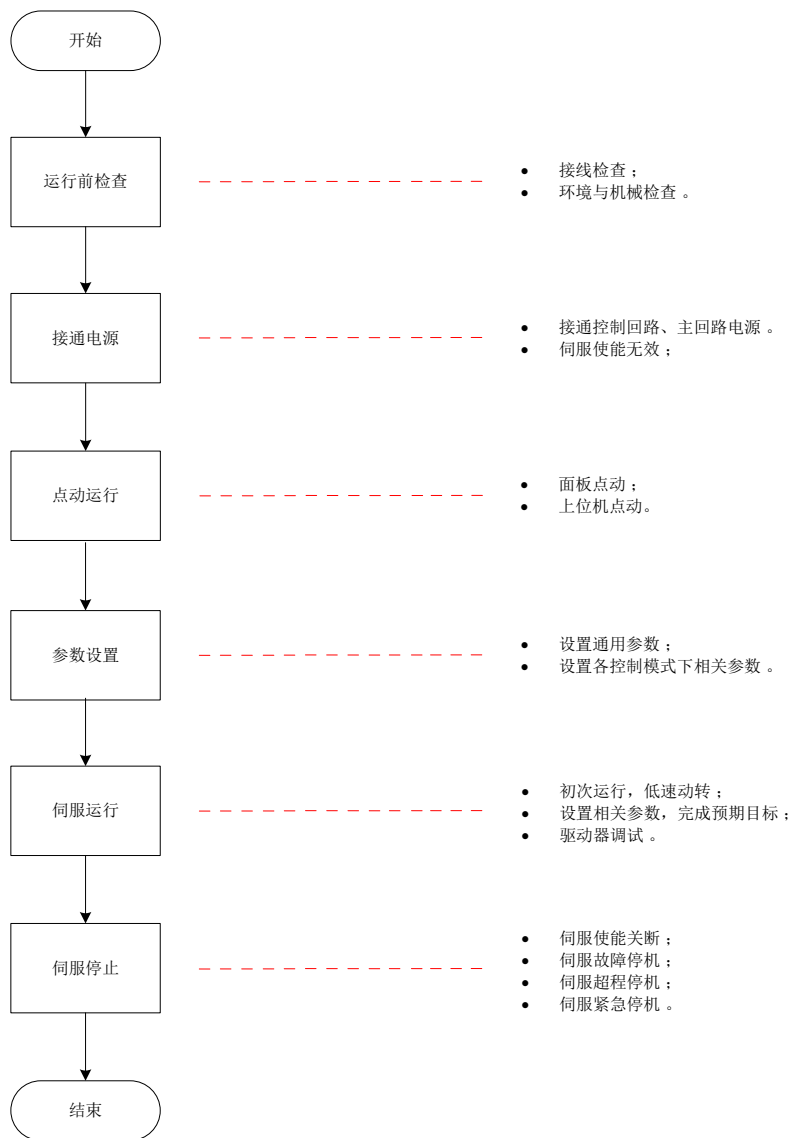 开始
运行前检查
● 接线检查；
● 环境与机械检查。
接通电源
● 接通控制回路、主回路电源。
● 伺服使能无效；
点动运行
● 面板点动；
● 上位机点动。
参数设置
● 设置通用参数；
● 设置各控制模式下相关参数。
伺服运行
● 初次运行，低速动转；
● 设置相关参数，完成预期目标；
● 驱动器调试。
伺服停止
● 伺服使能关断；
● 伺服故障停机；
● 伺服超程停机；
● 伺服紧急停机。
结束